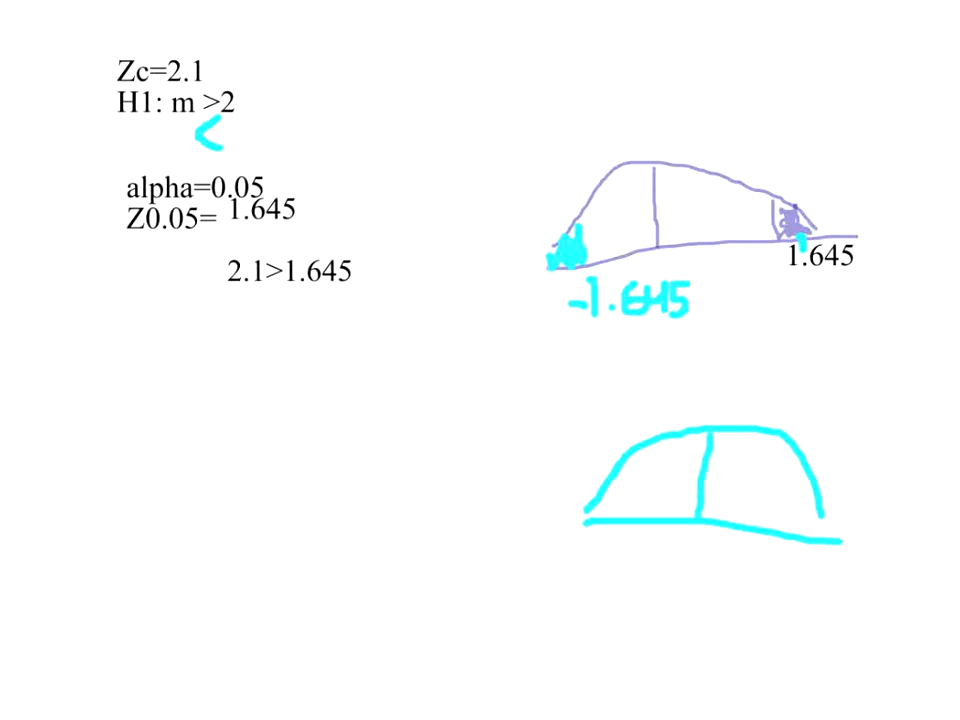 Zc=2.1
H1: m >2
<
alpha=0.05
Z0.05= 1.645
2.1>1.645
1.645
-1.645